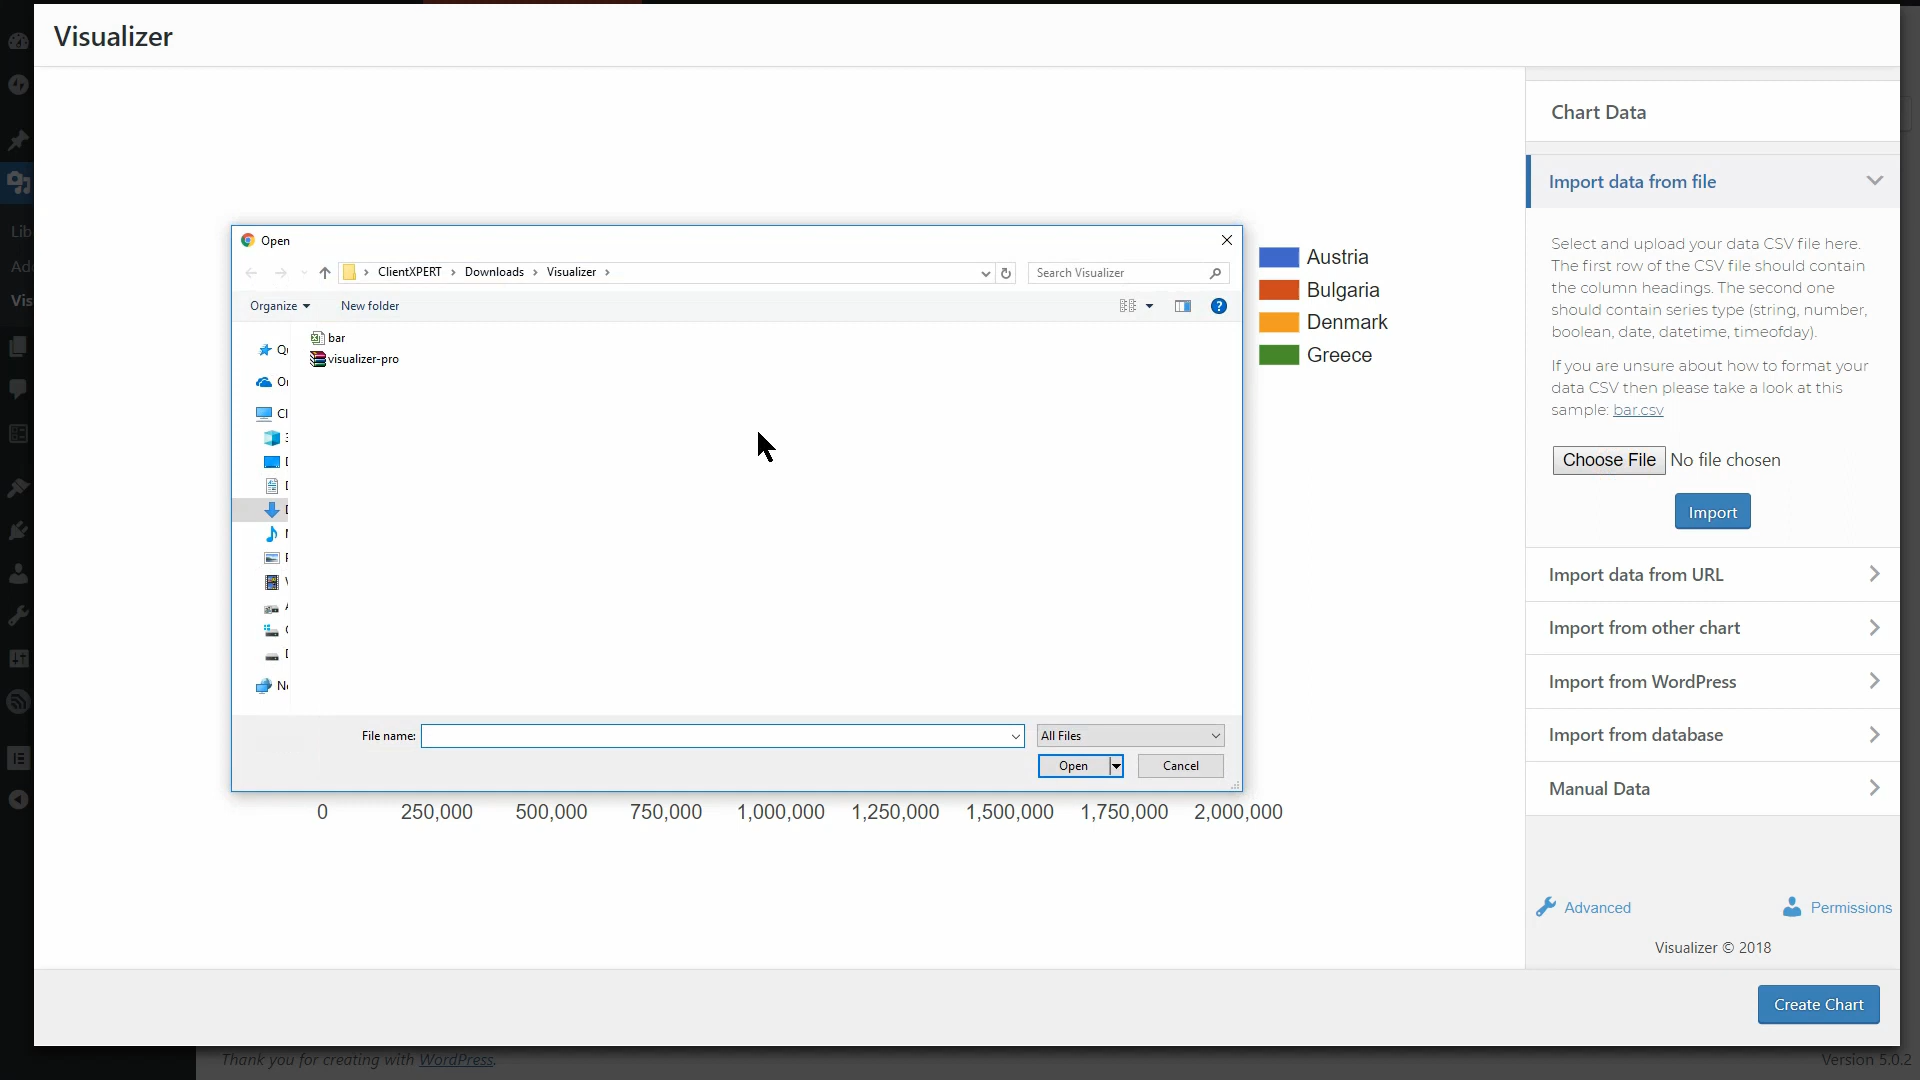 Visualizer
Lib
Vis
Open
ClientXPERT
Downloads
Visualizer
Search Visualizer
Organize
New folder
bar
visualizer-pro
File name:
All Files
Open
Cancel
Austria
Bulgaria
Denmark
Greece
0
250,000
500,000
750,000
1,000,000
1,250,000
1,500,000
1,750,000
2,000,000
Chart Data
Import data from file
Select and upload your data CSV file here.
The first row of the CSV file should contain
the column headings. The second one
should contain series type (string, number,
boolean, date, datetime, timeofday).
If you are unsure about how to format your
data CSV then please take a look at this
sample: bar.csv
Choose File No file chosen
Import
Import data from URL
Import from other chart
Import from WordPress
Import from database
Manual Data
Advanced
Permissions
Visualizer © 2018
Create Chart
Thank you for creating with WordPress.
Version 5.0.2